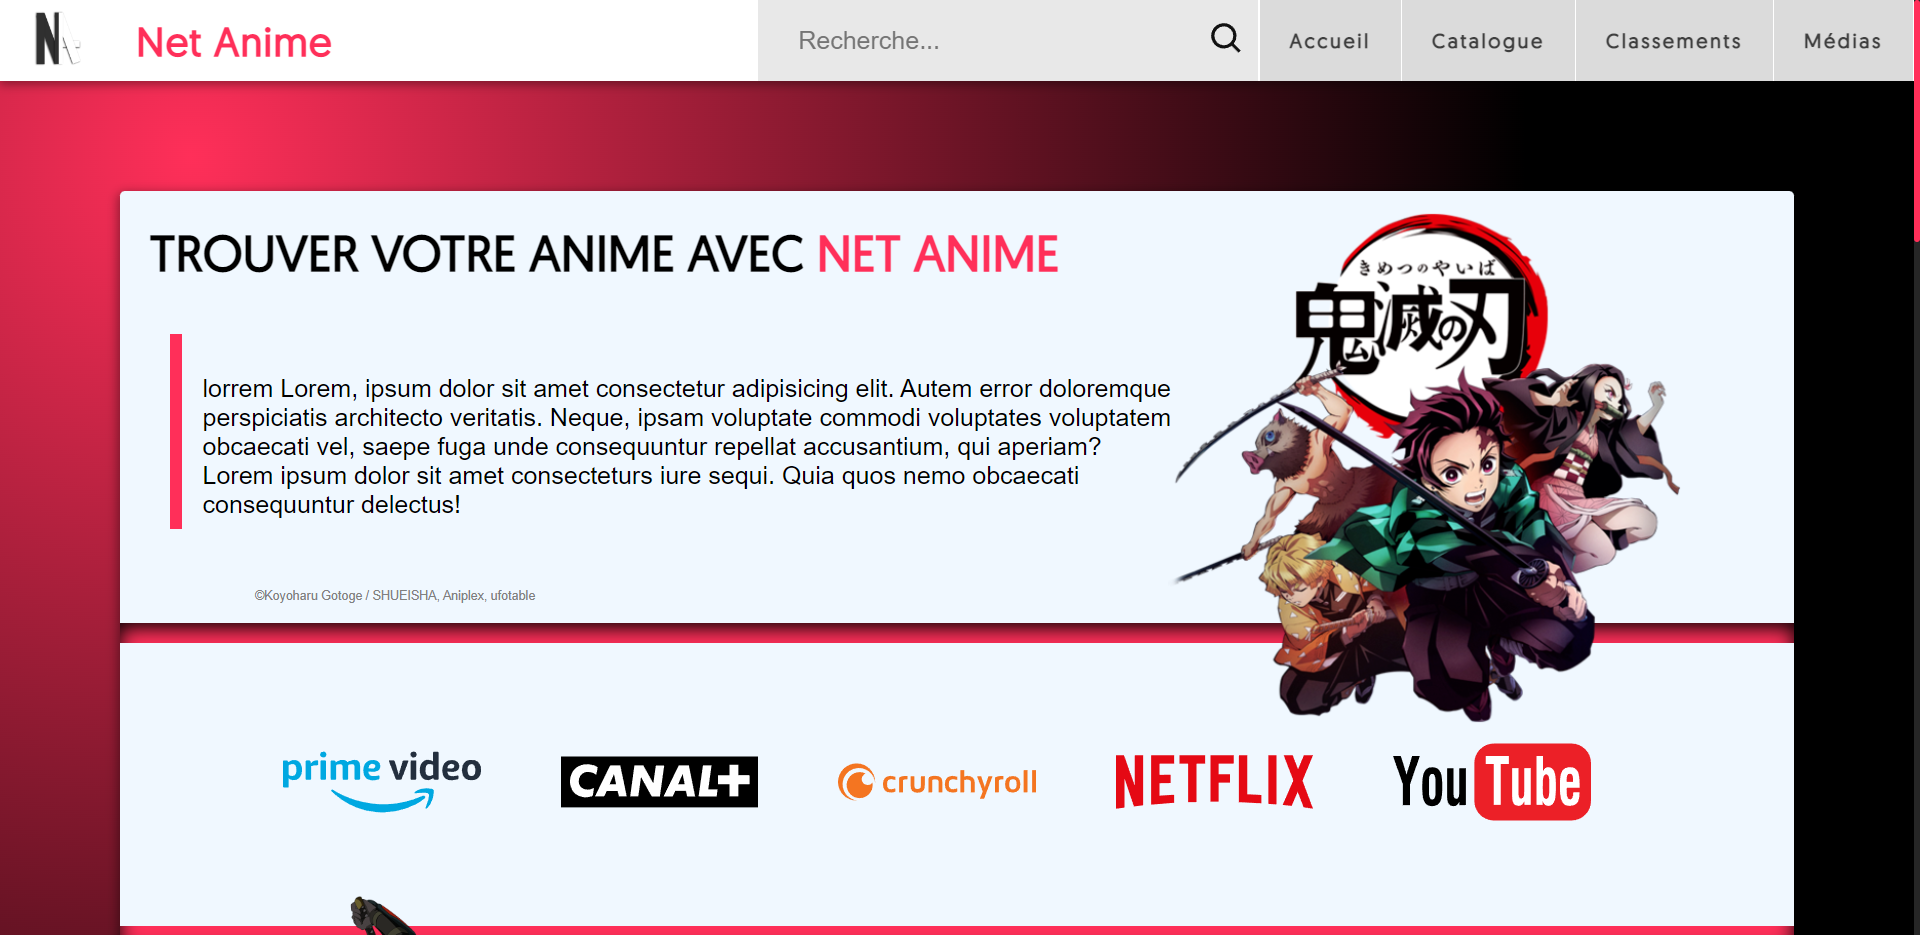 NA
Net Anime
Recherche...
Accueil
Catalogue
Classements
Médias
TROUVER VOTRE ANIME AVEC NET ANIME
きめつのやいば
鬼滅の刃
lorrem Lorem, ipsum dolor sit amet consectetur adipisicing elit. Autem error doloremque
perspiciatis architecto veritatis. Neque, ipsam voluptate commodi voluptates voluptatem
obcaecati vel, saepe fuga unde consequuntur repellat accusantium, qui aperiam?
Lorem ipsum dolor sit amet consecteturs iure sequi. Quia quos nemo obcaecati
consequuntur delectus!
©Koyoharu Gotoge / SHUEISHA, Aniplex, ufotable
prime video
CANAL+
crunchyroll
NETFLIX
YouTube